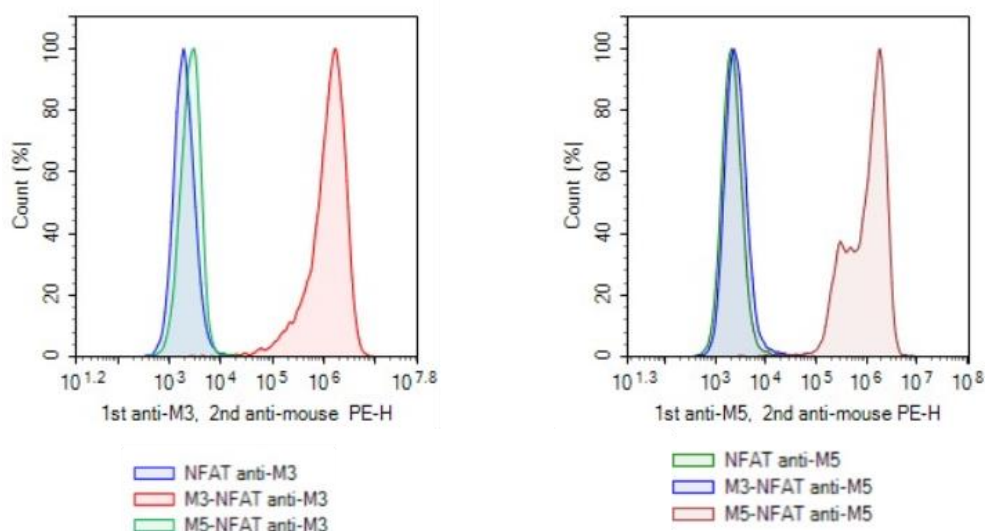 Count (%|
100
80
60
40
20
0
10^1.2 10^3 10^4 10^5 10^6 10^7.8
1st anti-M3, 2nd anti-mouse PE-H
NFAT anti-M3
M3-NFAT anti-M3
M5-NFAT anti-M3
Count (%|
100
80
60
40
20
0
10^1.3 10^3 10^4 10^5 10^6 10^7 10^8
1st anti-M5, 2nd anti-mouse PE-H
NFAT anti-M5
M3-NFAT anti-M5
M5-NFAT anti-M5